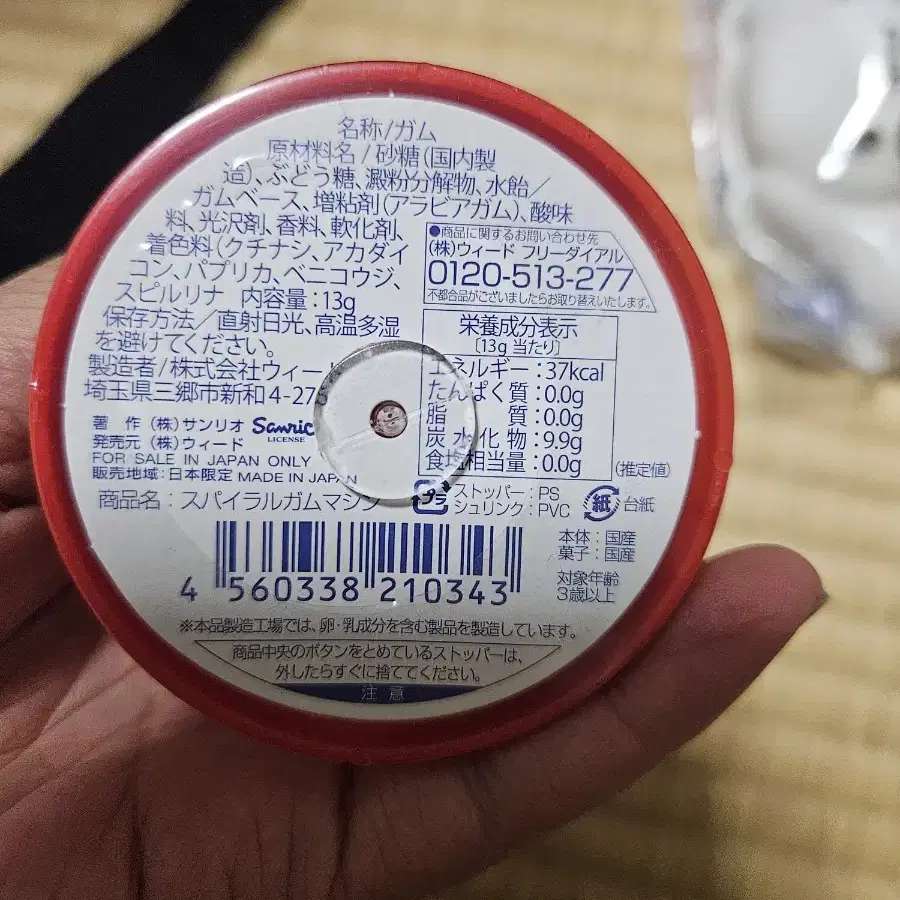 名称/ガム
原材料名/砂糖(国内製
造)、ぶどう糖、澱粉分解物、水飴/
ガムベース、増粘剤(アラビアガム)、酸味
料、光沢剤、香料、軟化剤、
着色料(クチナシ、アカダイ
コン、パプリカ、ベニコウジ、
スピルリナ 内容量:13g
保存方法/直射日光、高温多湿
を避けてください。
製造者/株式会社ウィー
埼玉県三郷市新和4-275
著 作 (株)サンリオ Sanrio
LICENSE
発売元 (株)ウィード
FOR SALE IN JAPAN ONLY
販売地域:日本限定 MADE IN JAPAN
商品名:スパイラルガムマシン
●商品に関するお問い合わせ先
(株)ウィード フリーダイアル
0120-513-277
不都合品がございましたらお取り替えいたします。
栄養成分表示
〔13g 当たり〕
エネルギー:37kcal
たんぱく質:0.0g
脂 質:0.0g
炭水化物:9.9g
食塩相当量:0.0g
(推定値)
プラ ストッパー:PS
シュリンク:PVC
紙 台紙
本体:国産
菓子:国産
対象年齢
3歳以上
4 560338 210343
※本品製造工場では、卵・乳成分を含む製品を製造しています。
商品中央のボタンをとめているストッパーは、
外したらすぐに捨ててください。
注意